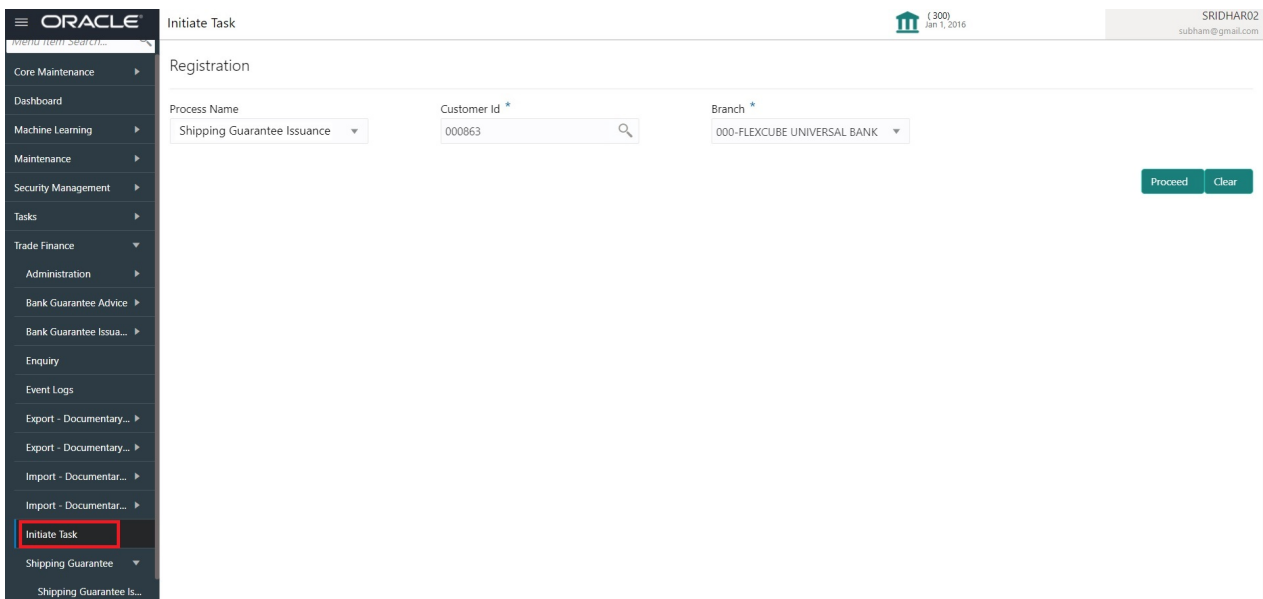 ORACLE
Initiate Task
(300)
Jan 1, 2016
SRIDHAR02
subham@gmail.com
Menu Item Search...
Core Maintenance
Dashboard
Machine Learning
Maintenance
Security Management
Tasks
Trade Finance
Administration
Bank Guarantee Advice
Bank Guarantee Issua...
Enquiry
Event Logs
Export - Documentary...
Export - Documentary...
Import - Documentar...
Import - Documentar...
Initiate Task
Shipping Guarantee
Shipping Guarantee Is...
Registration
Process Name
Customer Id *
Branch *
Shipping Guarantee Issuance
000863
000-FLEXCUBE UNIVERSAL BANK
Proceed
Clear